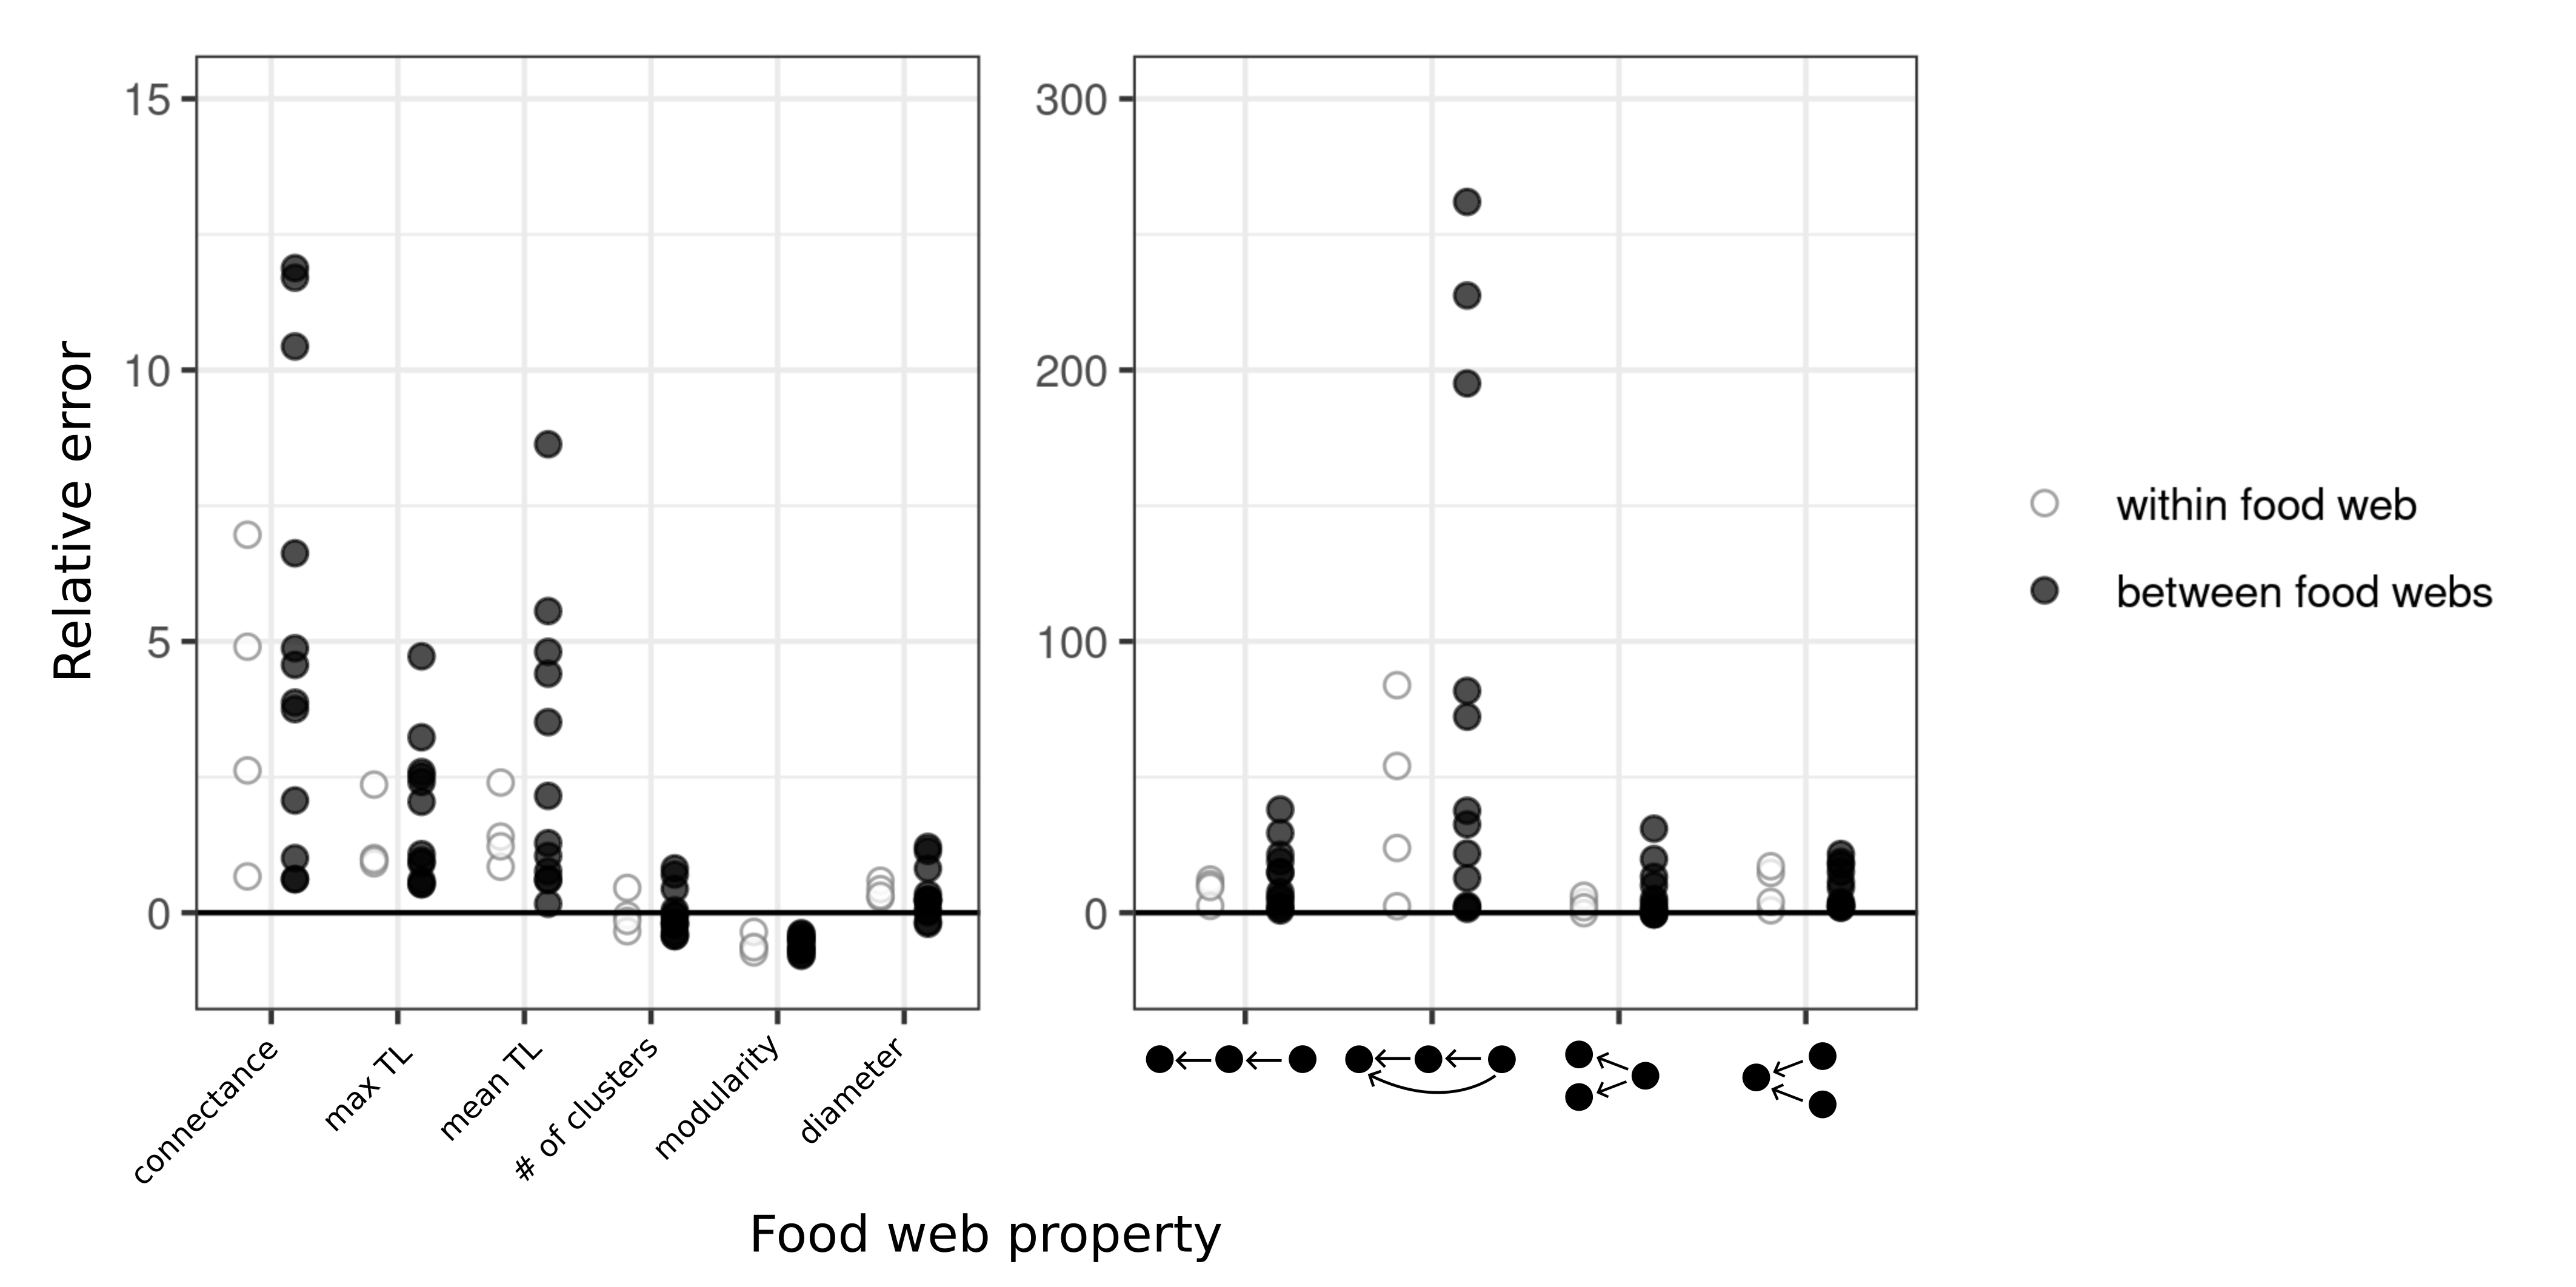 Relative error
15
10
5
0
connectance
max TL
mean TL
# of clusters
modularity
diameter
300
200
100
0
within food web
between food webs
Food web property